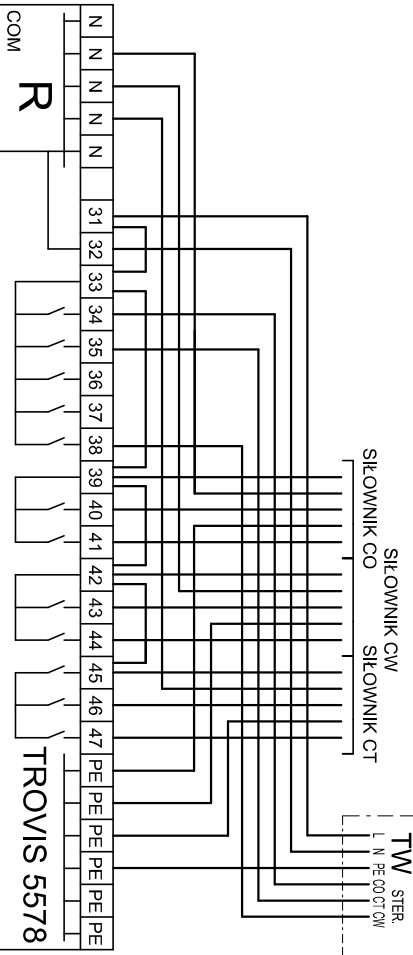 SIŁOWNIK CO
SIŁOWNIK CW
SIŁOWNIK CT
TW STER.
L N PE CO CT CW
N N N N N 31 32 33 34 35 36 37 38 39 40 41 42 43 44 45 46 47 PE PE PE PE PE PE
COM
R
TROVIS 5578